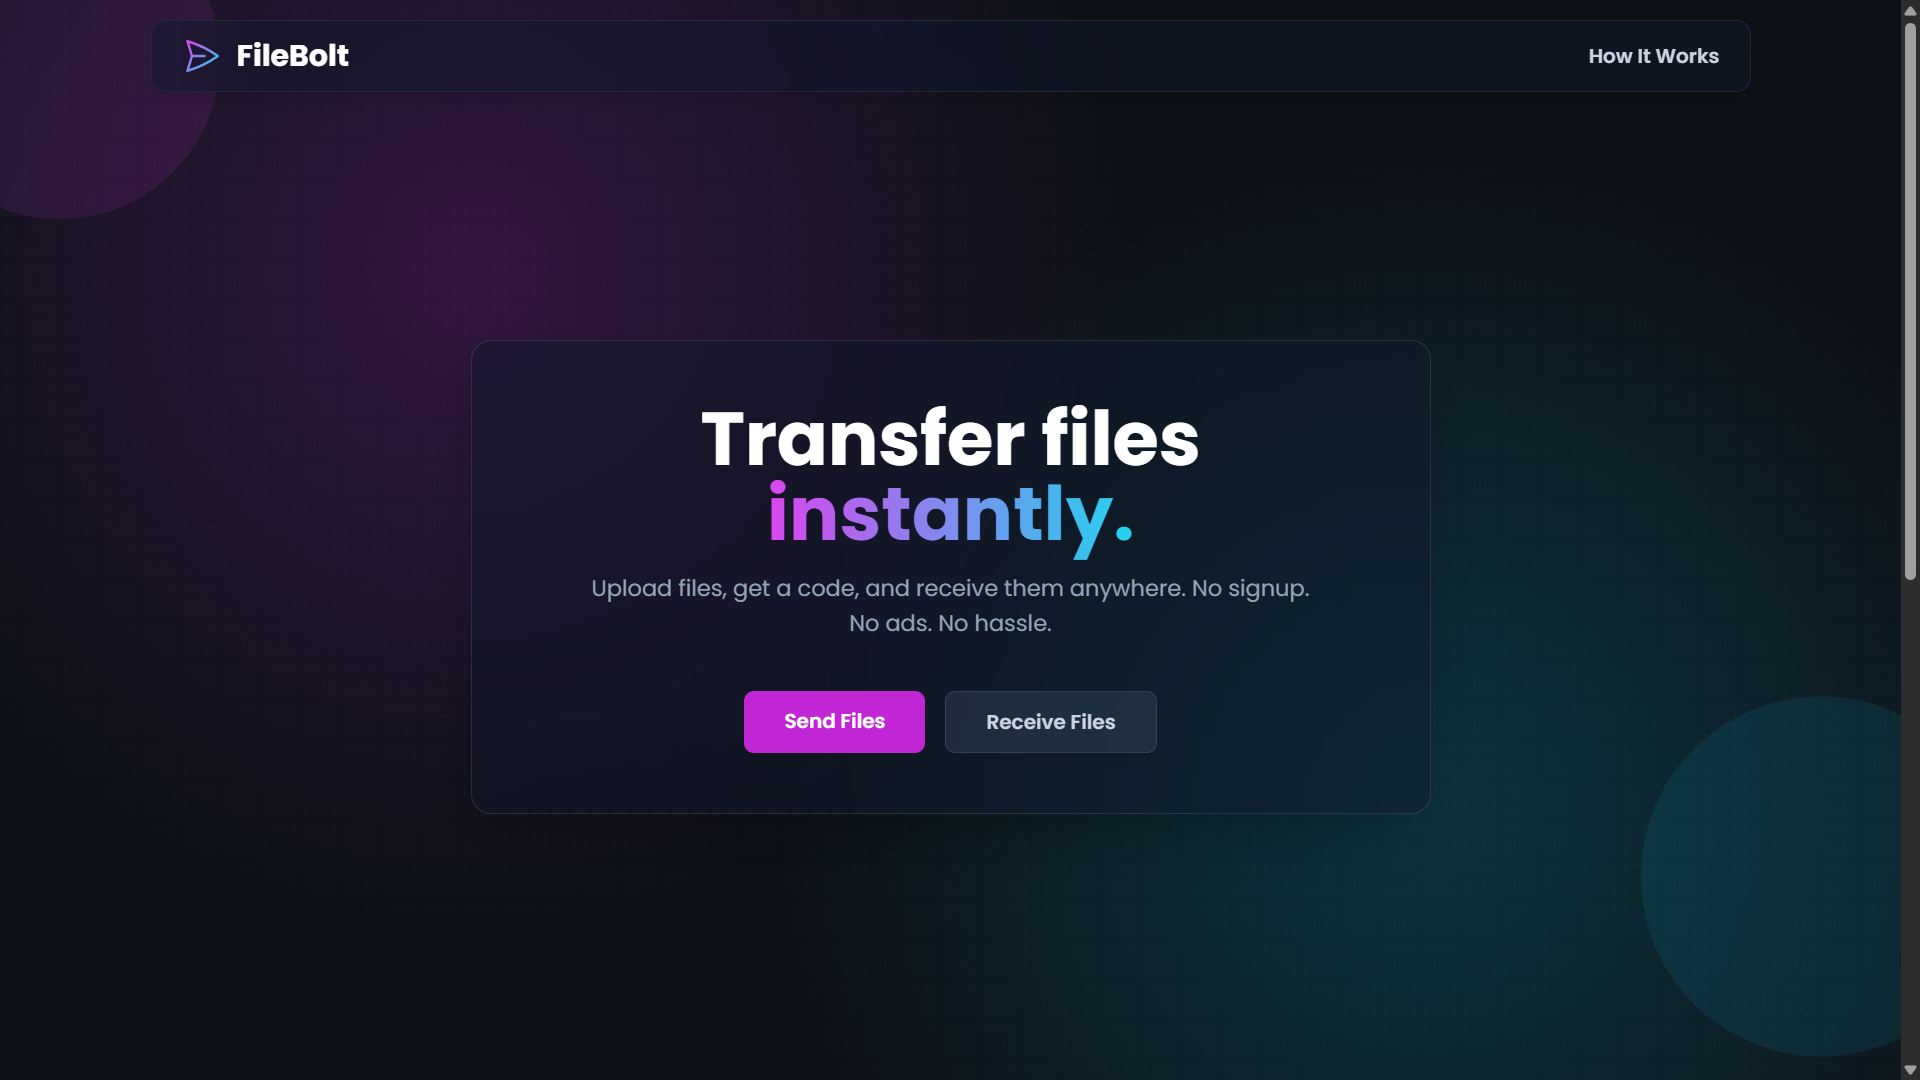 FileBolt
How It Works
Transfer files
instantly.
Upload files, get a code, and receive them anywhere. No signup.
No ads. No hassle.
Send Files
Receive Files